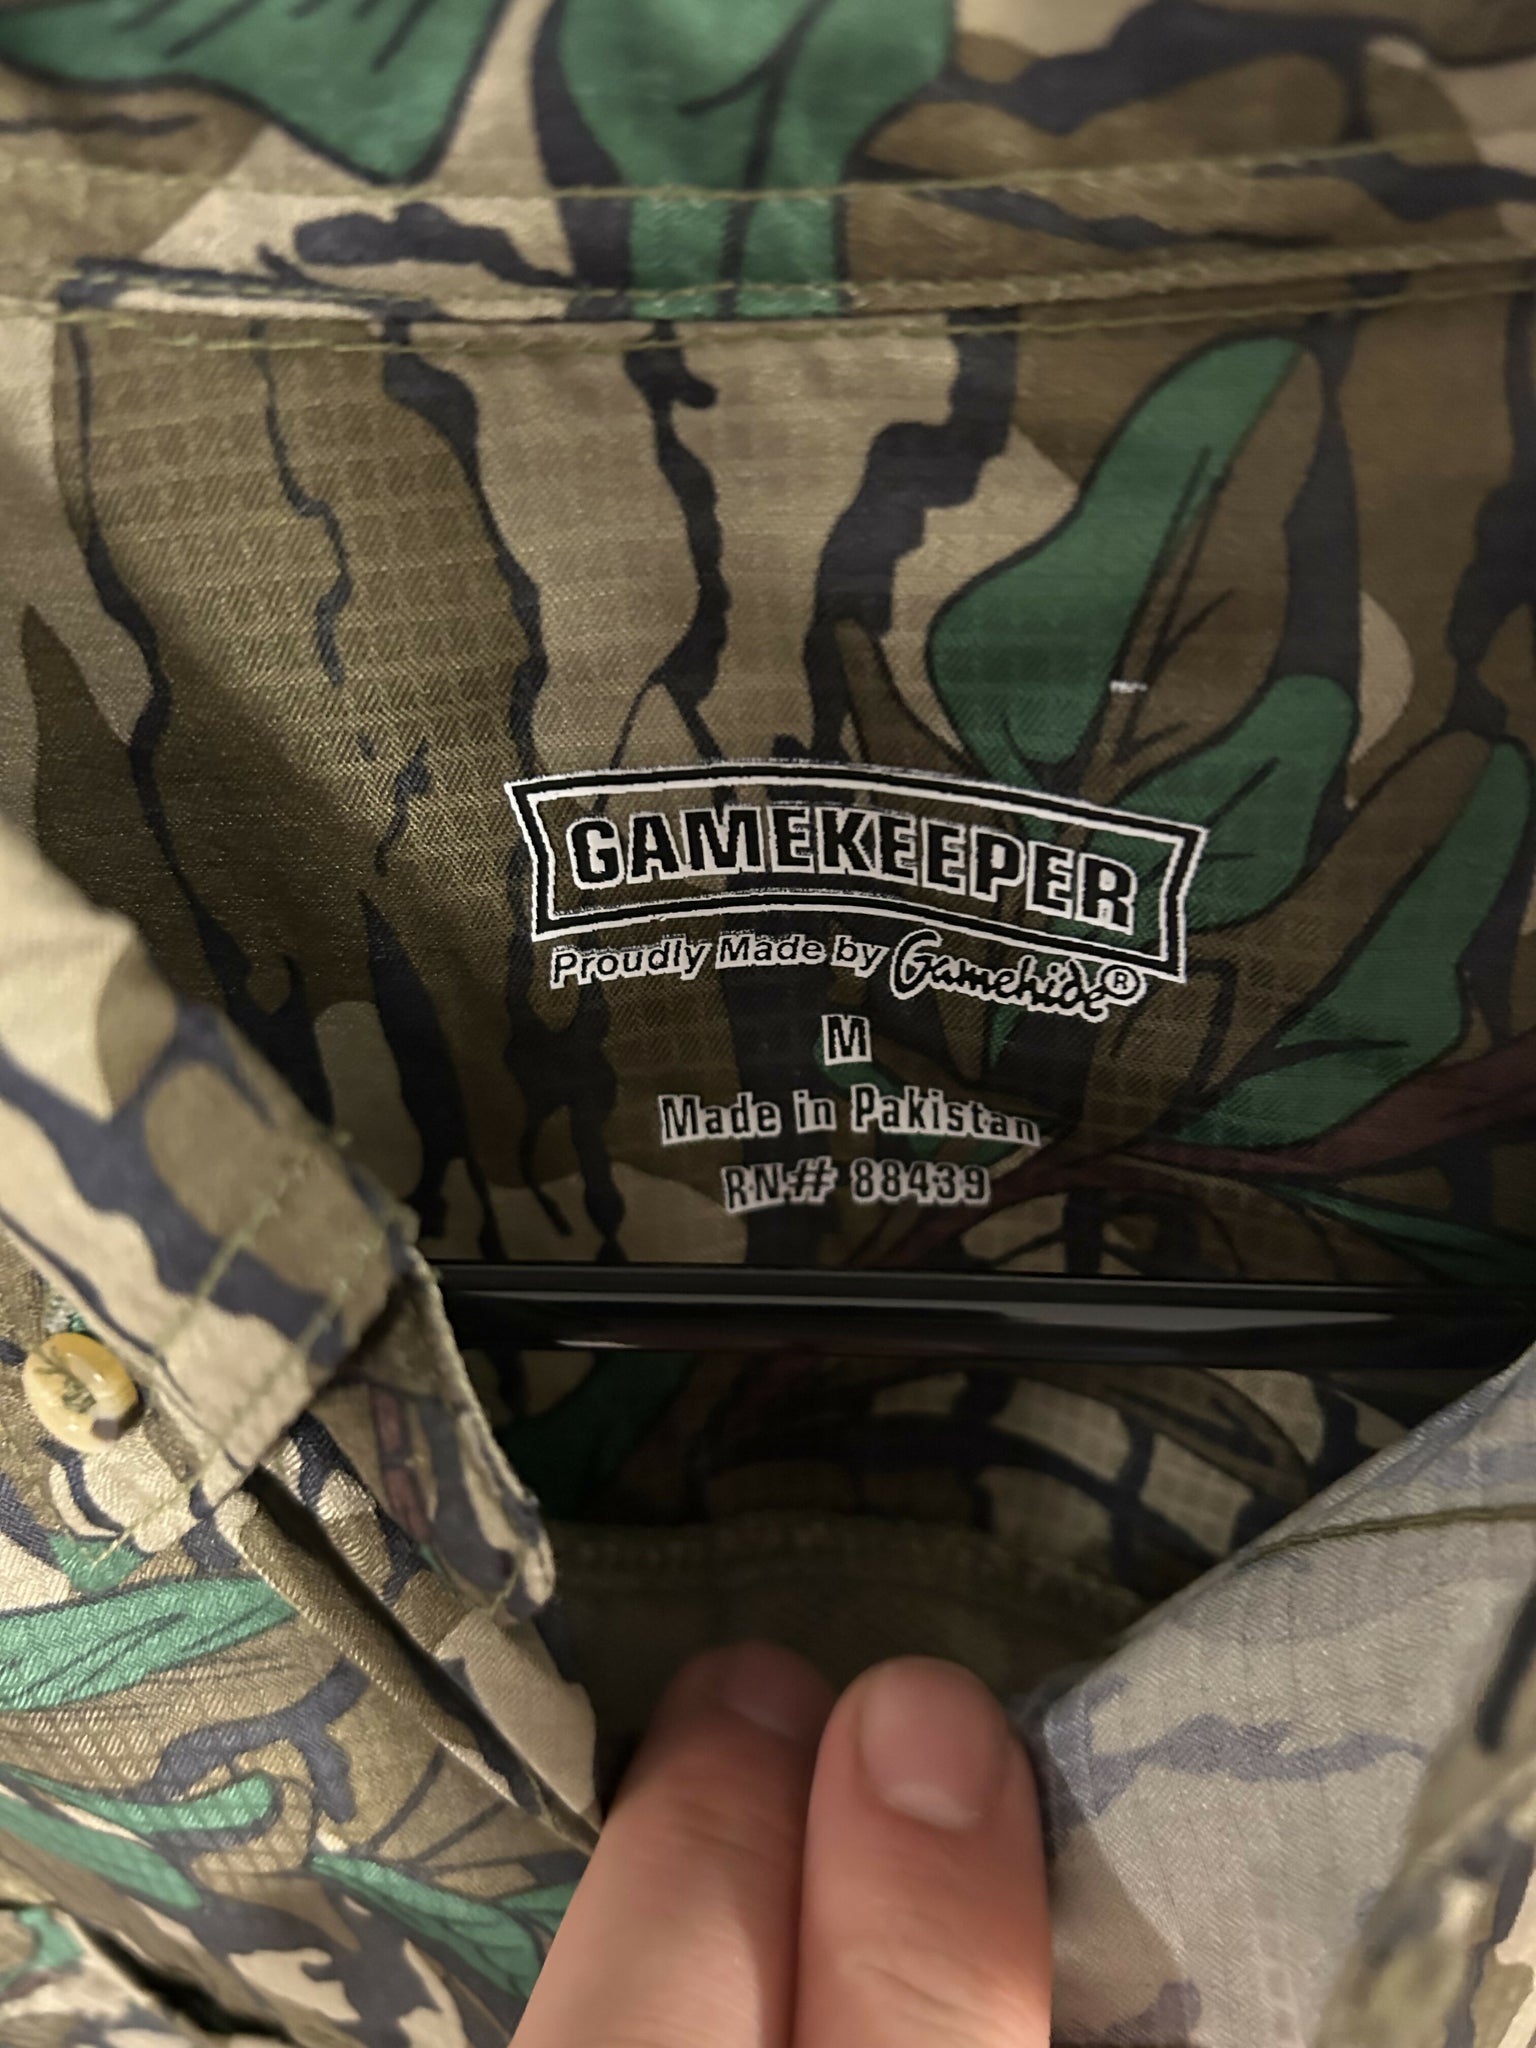 GAMEKEEPER
Proudly Made by Gamehide®
M
Made in Pakistan
RN# 88439